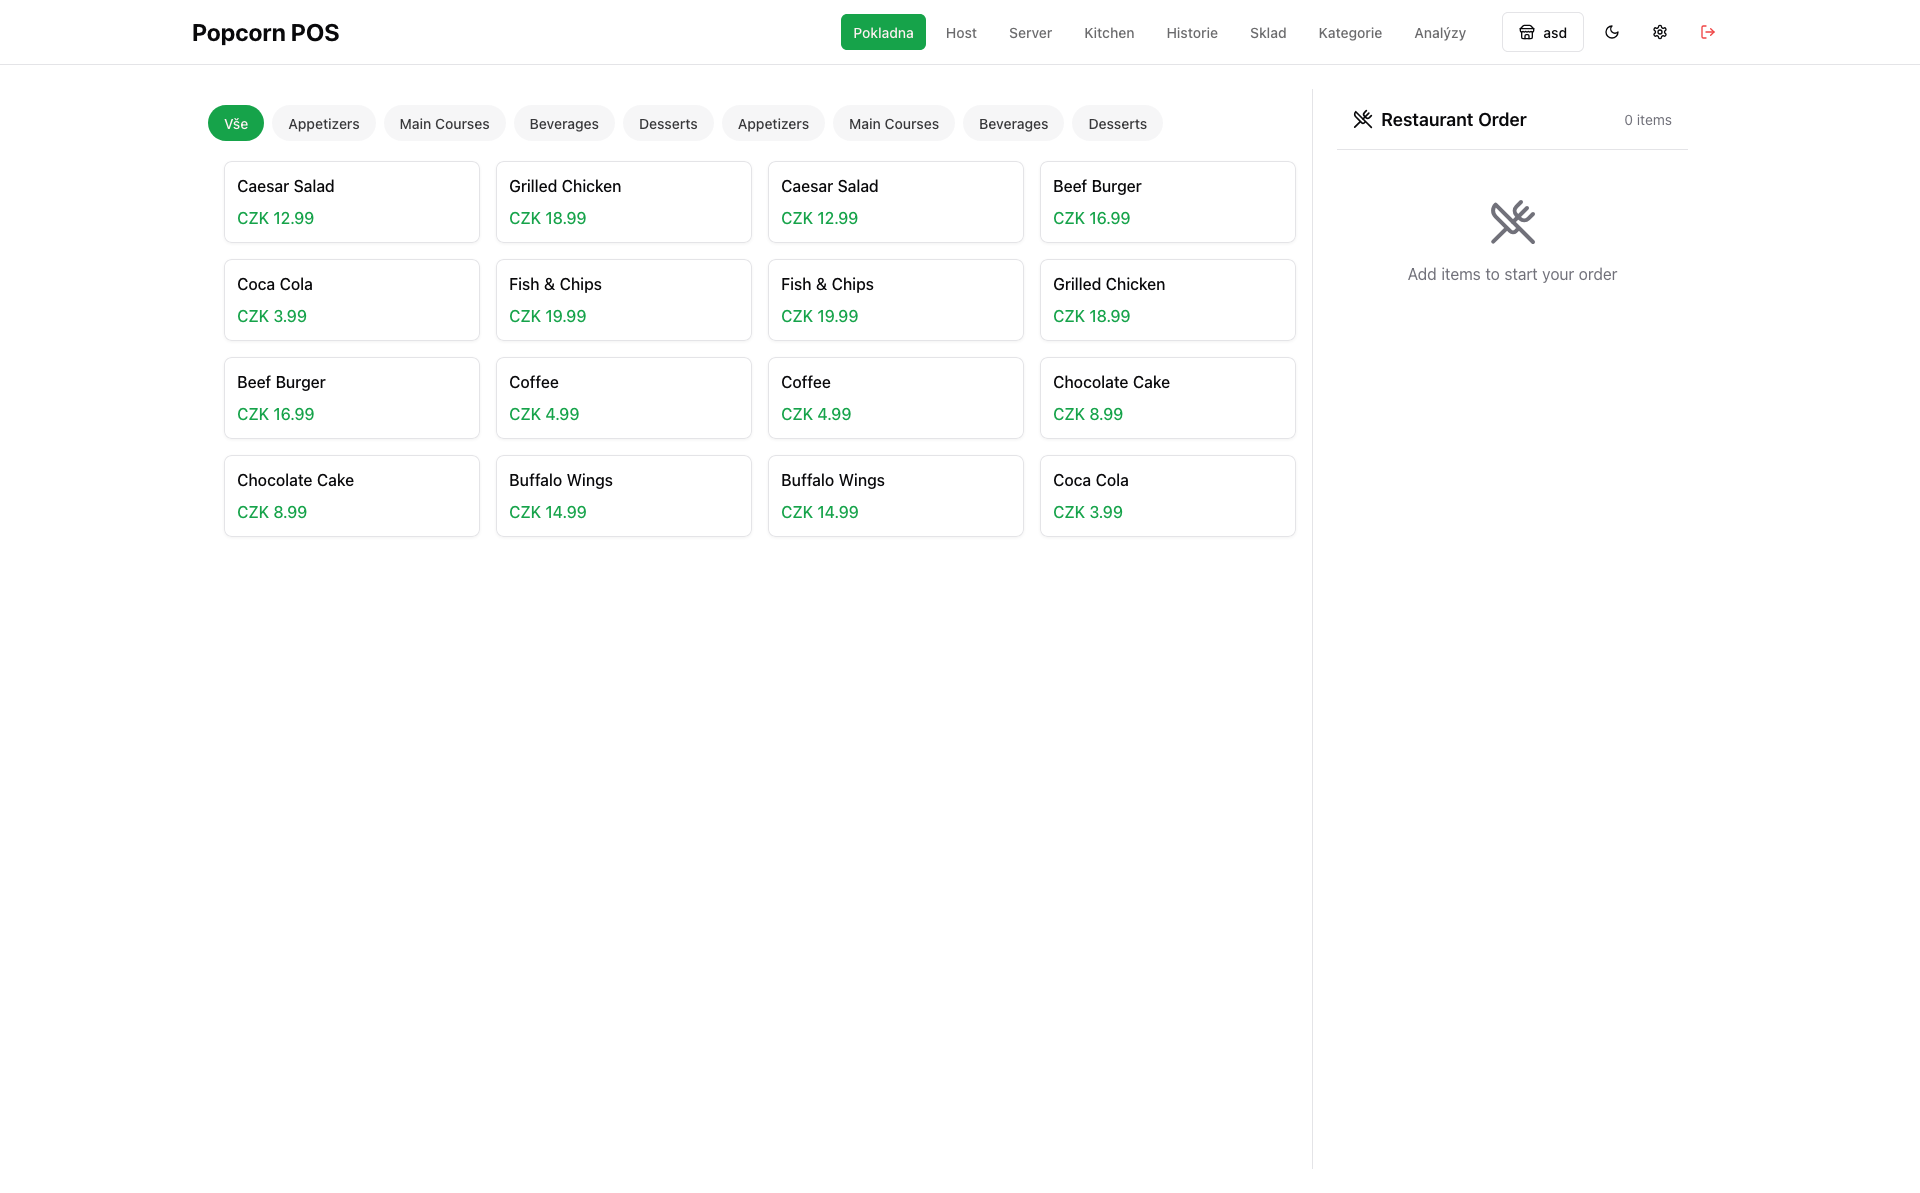 Popcorn POS
Pokladna Host Server Kitchen Historie Sklad Kategorie Analýzy asd
Vše Appetizers Main Courses Beverages Desserts Appetizers Main Courses Beverages Desserts
Caesar Salad
CZK 12.99
Grilled Chicken
CZK 18.99
Caesar Salad
CZK 12.99
Beef Burger
CZK 16.99
Coca Cola
CZK 3.99
Fish & Chips
CZK 19.99
Fish & Chips
CZK 19.99
Grilled Chicken
CZK 18.99
Beef Burger
CZK 16.99
Coffee
CZK 4.99
Coffee
CZK 4.99
Chocolate Cake
CZK 8.99
Chocolate Cake
CZK 8.99
Buffalo Wings
CZK 14.99
Buffalo Wings
CZK 14.99
Coca Cola
CZK 3.99
Restaurant Order
0 items
Add items to start your order